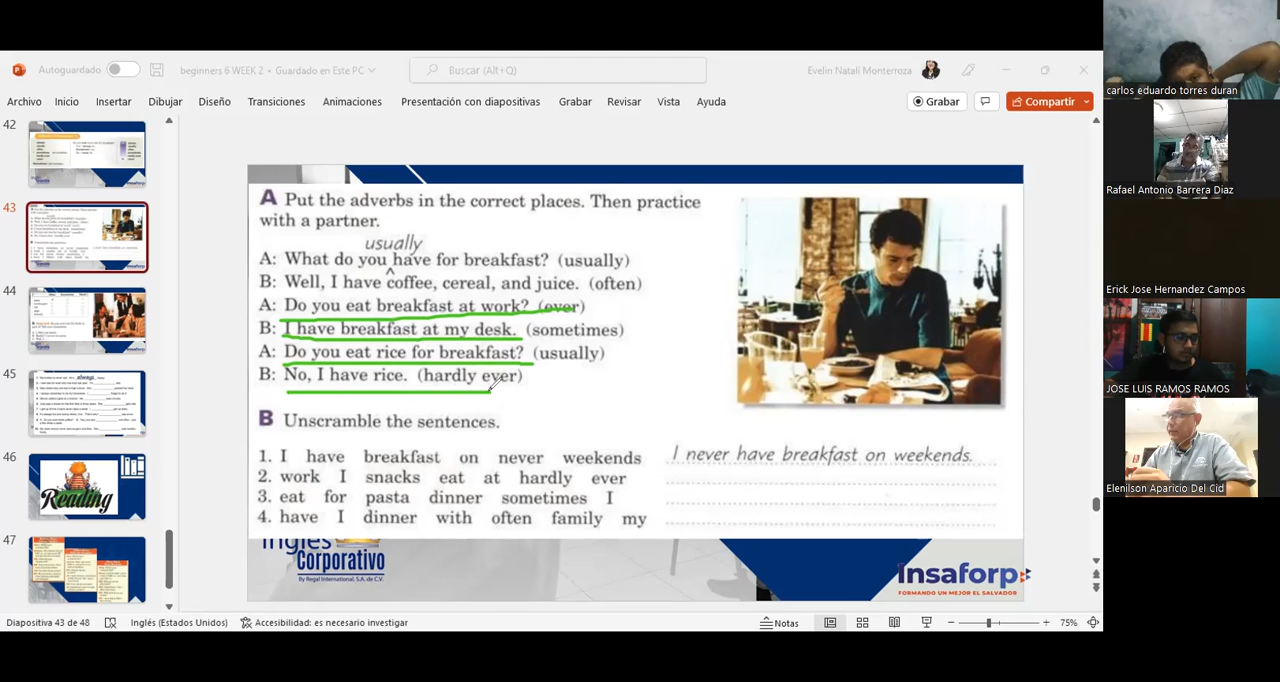 Autoguardado
beginners 6 WEEK 2 • Guardado en Este PC
Buscar (Alt+Q)
Evelin Natali Monterroza
Archivo Inicio Insertar Dibujar Diseño Transiciones Animaciones Presentación con diapositivas Grabar Revisar Vista Ayuda
Grabar
Compartir
42
43
44
45
46
Reading
47
A Put the adverbs in the correct places. Then practice
with a partner.
usually
A: What do you ^ have for breakfast? (usually)
B: Well, I have coffee, cereal, and juice. (often)
A: Do you eat breakfast at work? (ever)
B: I have breakfast at my desk. (sometimes)
A: Do you eat rice for breakfast? (usually)
B: No, I have rice. (hardly ever)
B Unscramble the sentences.
1. I have breakfast on never weekends I never have breakfast on weekends.
2. work I snacks eat at hardly ever
3. eat for pasta dinner sometimes I
4. have I dinner with often family my
Inglés
Corporativo
By Regal International, S.A. de C.V.
Insaforp
FORMANDO UN MEJOR EL SALVADOR
Diapositiva 43 de 48
Inglés (Estados Unidos)
Accesibilidad: es necesario investigar
Notas
75%
carlos eduardo torres duran
Rafael Antonio Barrera Diaz
Erick Jose Hernandez Campos
JOSE LUIS RAMOS RAMOS
Elenilson Aparicio Del Cid